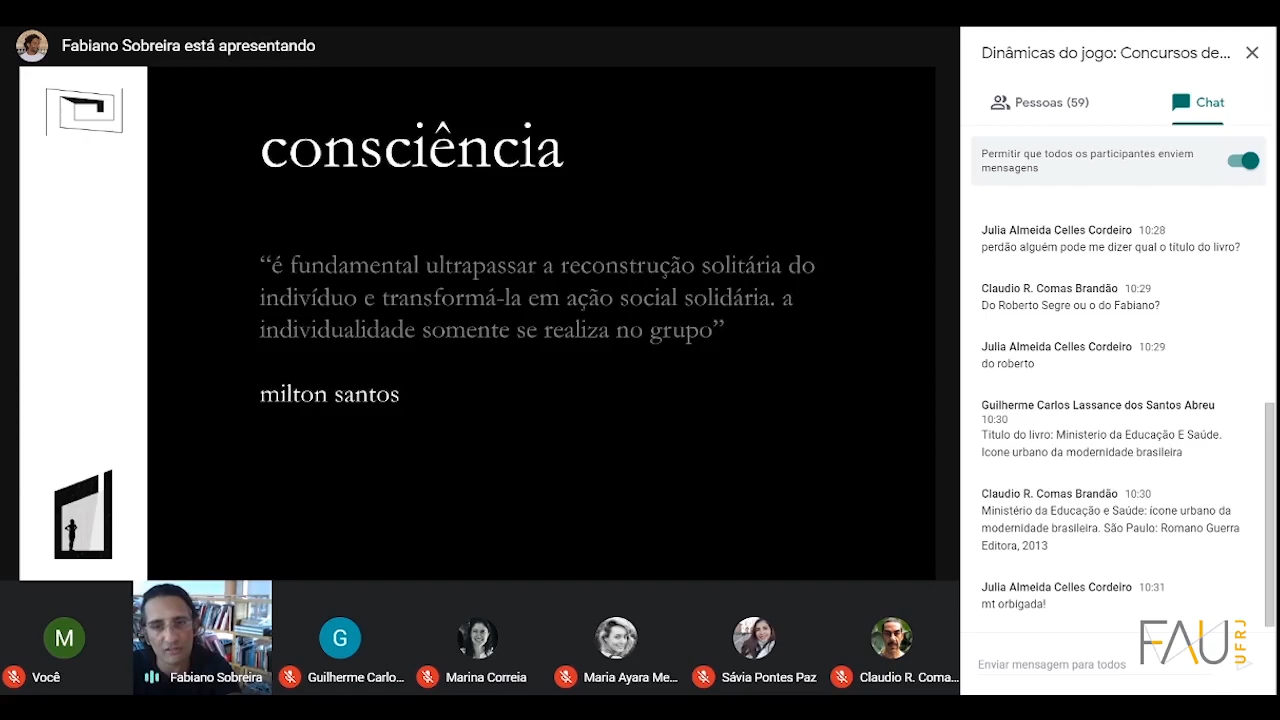 Fabiano Sobreira está apresentando
consciência
“é fundamental ultrapassar a reconstrução solitária do
indivíduo e transformá-la em ação social solidária. a
individualidade somente se realiza no grupo”
milton santos
M
Você
Fabiano Sobreira
G
Guilherme Carlo...
Marina Correia
Maria Ayara Me...
Sávia Pontes Paz
Claudio R. Coma...
Dinâmicas do jogo: Concursos de...
Pessoas (59)
Chat
Permitir que todos os participantes enviem
mensagens
Julia Almeida Celles Cordeiro 10:28
perdão alguém pode me dizer qual o título do livro?
Claudio R. Comas Brandão 10:29
Do Roberto Segre ou o do Fabiano?
Julia Almeida Celles Cordeiro 10:29
do roberto
Guilherme Carlos Lassance dos Santos Abreu
10:30
Titulo do livro: Ministerio da Educação E Saúde.
Icone urbano da modernidade brasileira
Claudio R. Comas Brandão 10:30
Ministério da Educação e Saúde: ícone urbano da
modernidade brasileira. São Paulo: Romano Guerra
Editora, 2013
Julia Almeida Celles Cordeiro 10:31
mt orbigada!
Enviar mensagem para todos
FAU UFRJ